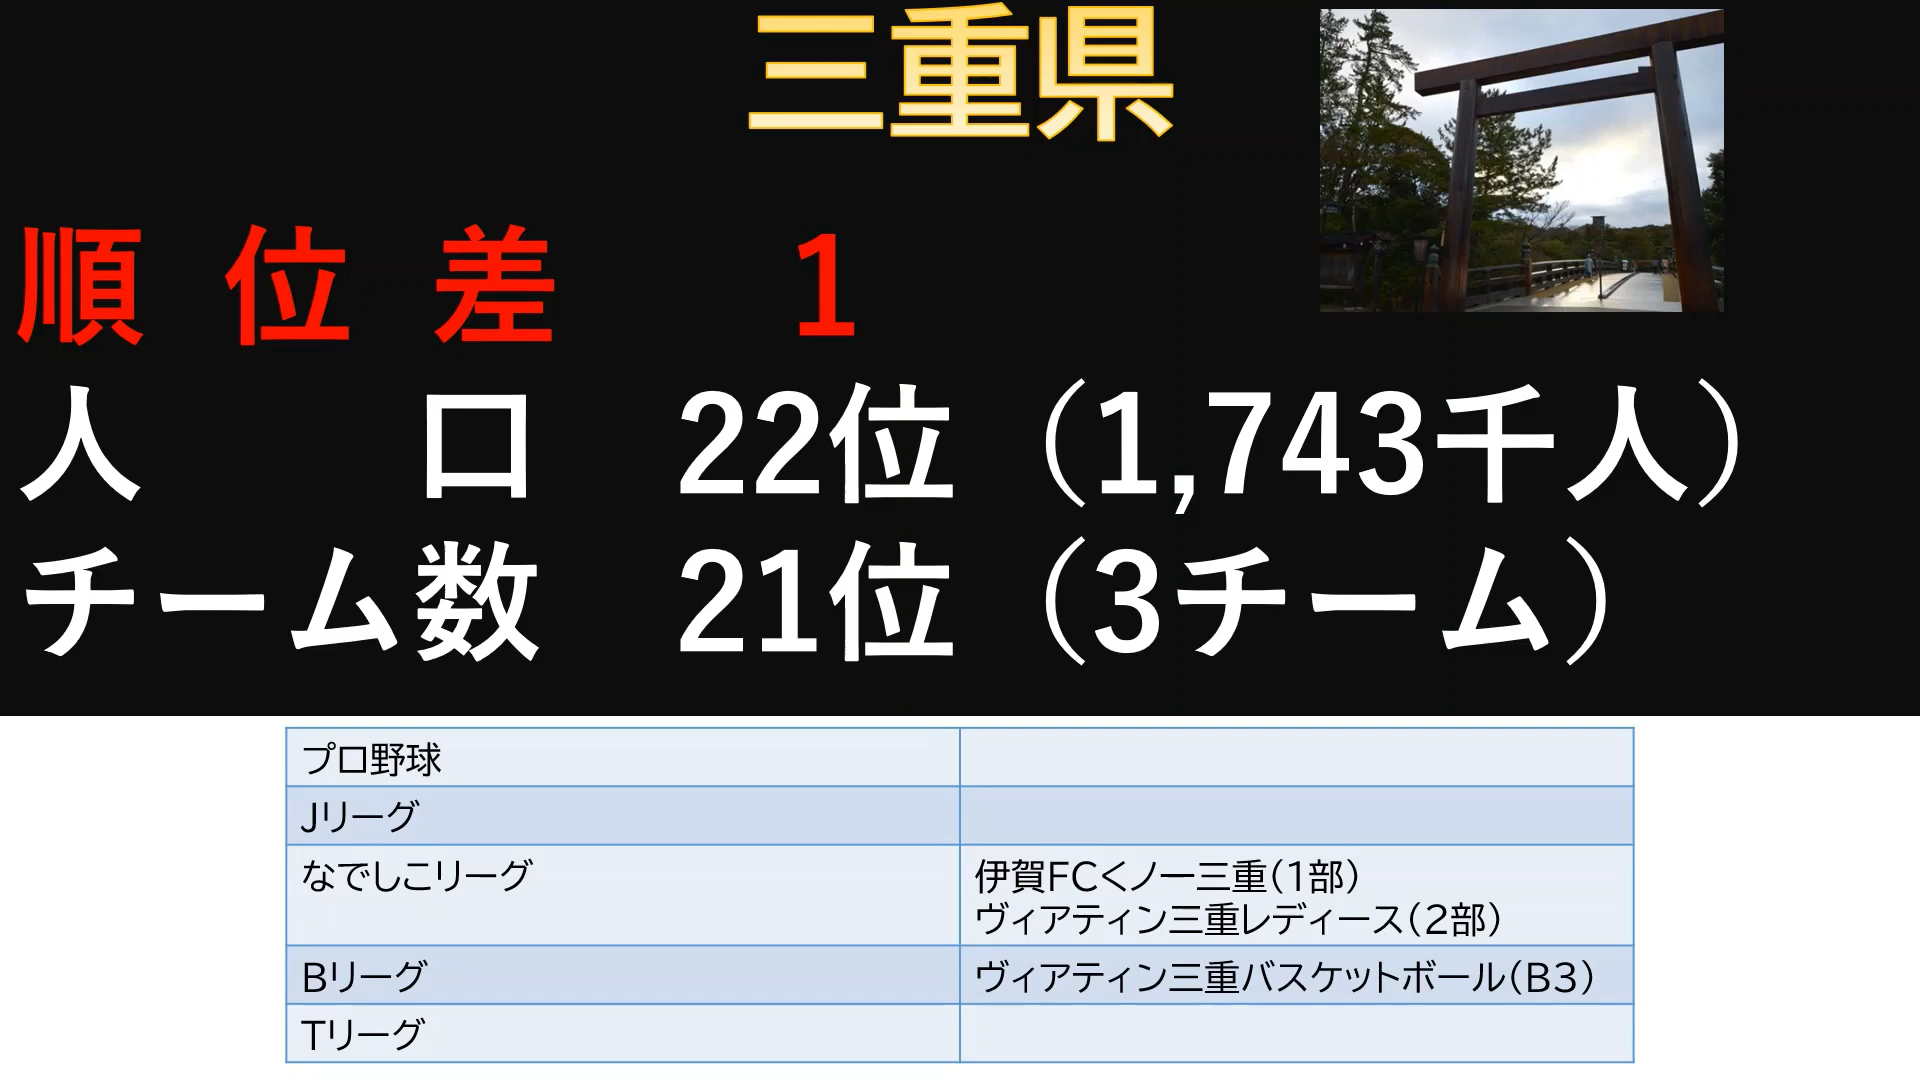 三重県
順位差 1
人口 22位（1,743千人）
チーム数 21位（3チーム）
プロ野球
Jリーグ
なでしこリーグ 伊賀FCくノ一三重（1部）
ヴィアティン三重レディース（2部）
Bリーグ ヴィアティン三重バスケットボール（B3）
Tリーグ